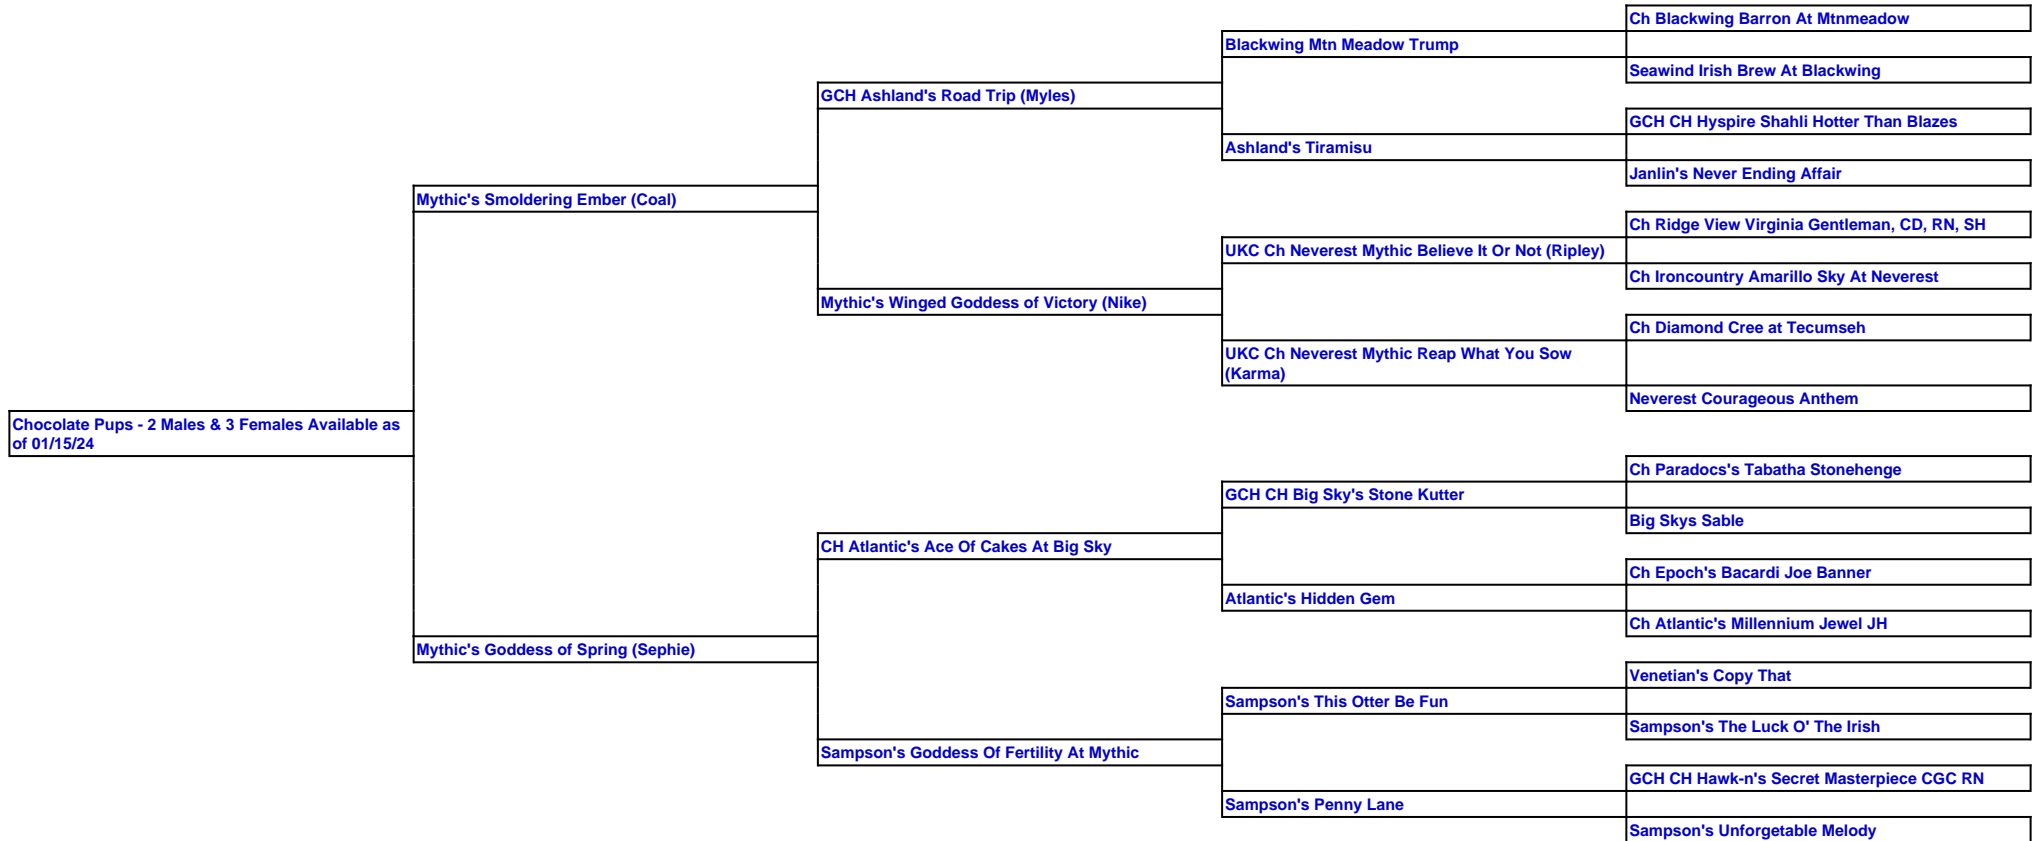 Ch Blackwing Barron At Mtnmeadow
Blackwing Mtn Meadow Trump
Seawind Irish Brew At Blackwing
GCH Ashland's Road Trip (Myles)
GCH CH Hyspire Shahli Hotter Than Blazes
Ashland's Tiramisu
Janlin's Never Ending Affair
Mythic's Smoldering Ember (Coal)
Ch Ridge View Virginia Gentleman, CD, RN, SH
UKC Ch Neverest Mythic Believe It Or Not (Ripley)
Ch Ironcountry Amarillo Sky At Neverest
Mythic's Winged Goddess of Victory (Nike)
Ch Diamond Cree at Tecumseh
UKC Ch Neverest Mythic Reap What You Sow
(Karma)
Neverest Courageous Anthem
Chocolate Pups - 2 Males & 3 Females Available as
of 01/15/24
Ch Paradocs's Tabatha Stonehenge
GCH CH Big Sky's Stone Kutter
Big Skys Sable
CH Atlantic's Ace Of Cakes At Big Sky
Ch Epoch's Bacardi Joe Banner
Atlantic's Hidden Gem
Ch Atlantic's Millennium Jewel JH
Mythic's Goddess of Spring (Sephie)
Venetian's Copy That
Sampson's This Otter Be Fun
Sampson's The Luck O' The Irish
Sampson's Goddess Of Fertility At Mythic
GCH CH Hawk-n's Secret Masterpiece CGC RN
Sampson's Penny Lane
Sampson's Unforgetable Melody